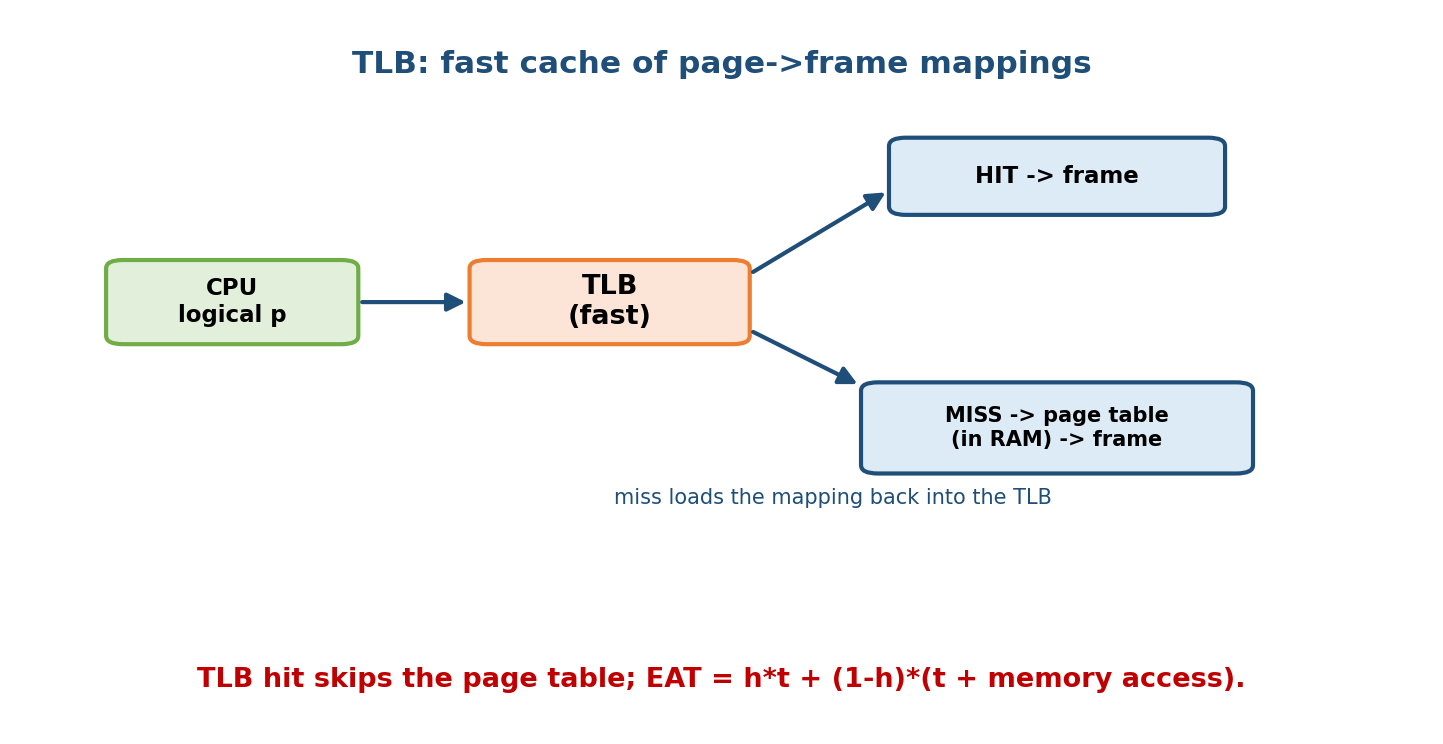 TLB: fast cache of page->frame mappings
HIT -> frame
CPU
logical p
TLB
(fast)
MISS -> page table
(in RAM) -> frame
miss loads the mapping back into the TLB
TLB hit skips the page table; EAT = h*t + (1-h)*(t + memory access).